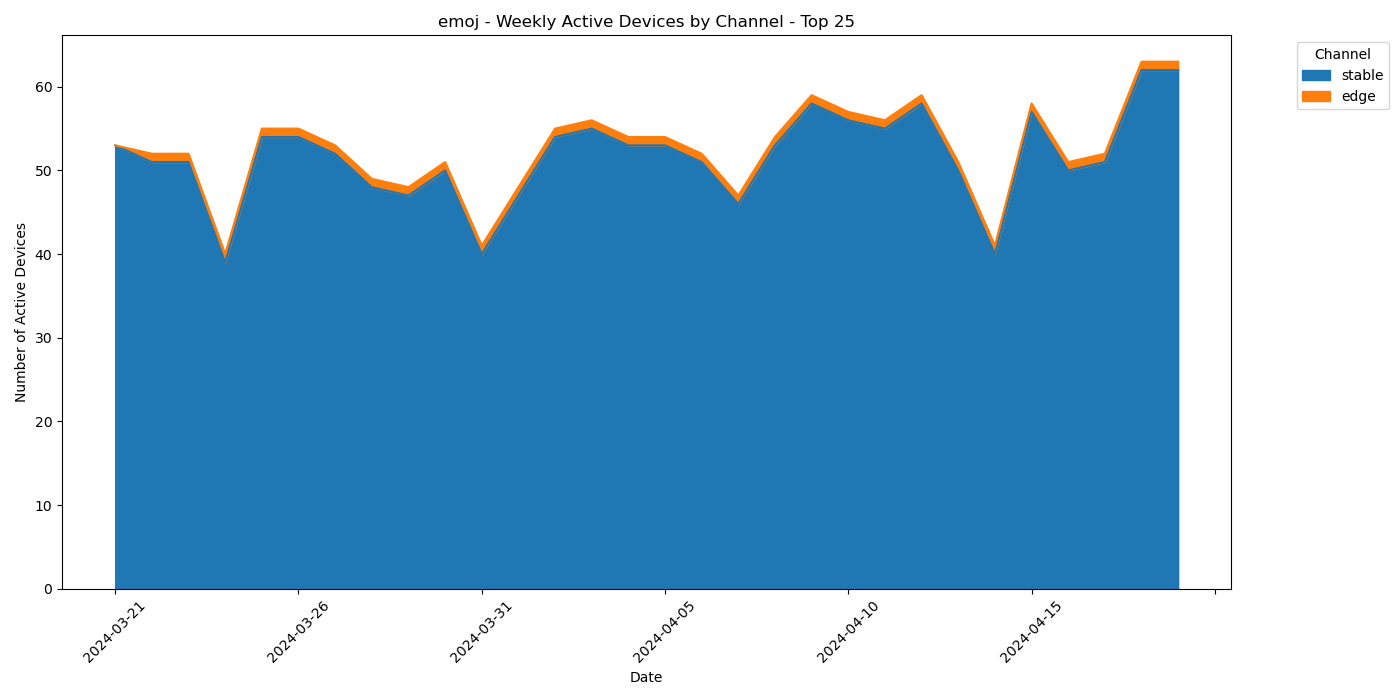 emoj - Weekly Active Devices by Channel - Top 25
Channel
stable
edge
Number of Active Devices
60
50
40
30
20
10
0
2024-03-21
2024-03-26
2024-03-31
2024-04-05
2024-04-10
2024-04-15
Date